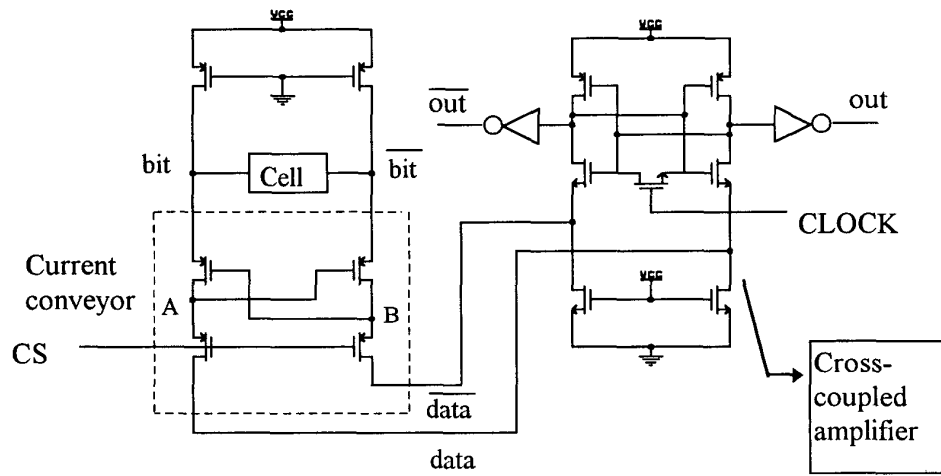 vcc
vcc
out
out
bit
bit
Cell
CLOCK
Current
conveyor
A
B
vcc
CS
data
data
Cross-
coupled
amplifier